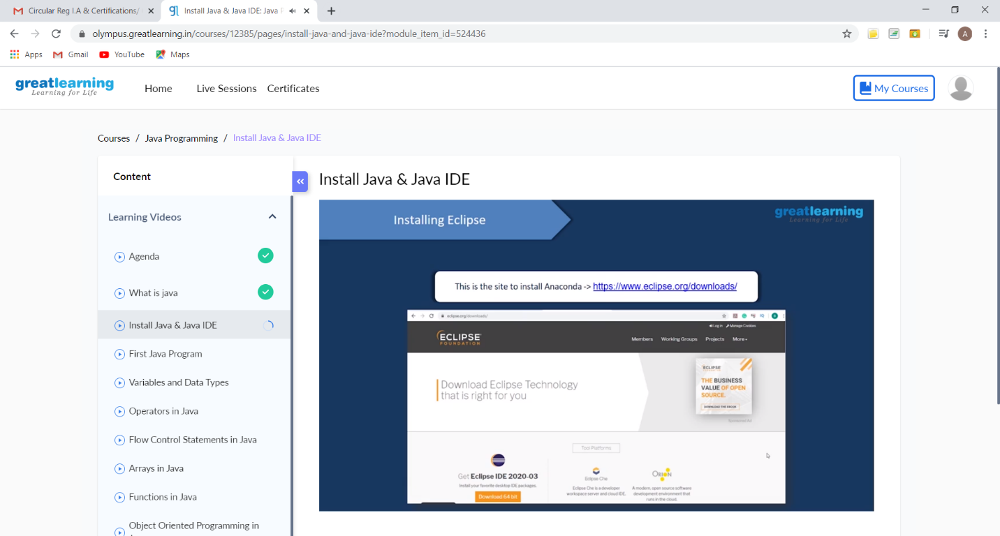 Circular Reg I.A & Certifications/
Install Java & Java IDE: Java P
olympus.greatlearning.in/courses/12385/pages/install-java-and-java-ide?module_item_id=524436
A
Apps Gmail YouTube Maps
greatlearning
Learning for Life
Home Live Sessions Certificates
My Courses
Courses / Java Programming / Install Java & Java IDE
Content
Learning Videos
Agenda
What is java
Install Java & Java IDE
First Java Program
Variables and Data Types
Operators in Java
Flow Control Statements in Java
Arrays in Java
Functions in Java
Object Oriented Programming in
Install Java & Java IDE
Installing Eclipse
greatlearning
Learning for Life
This is the site to install Anaconda -> https://www.eclipse.org/downloads/
eclipse.org/downloads/
Log in Manage Cookies
ECLIPSE
FOUNDATION
Members Working Groups Projects More
Download Eclipse Technology
that is right for you
ECLIPSE
THE BUSINESS
VALUE OF OPEN
SOURCE.
DOWNLOAD THE EBOOK
Sponsored Ad
Tool Platforms
Get Eclipse IDE 2020-03
Install your favorite desktop IDE packages.
Download 64 bit
Eclipse Che
Eclipse Che is a developer
workspace server and cloud IDE.
ORION
A modern, open source software
development environment that
runs in the cloud.